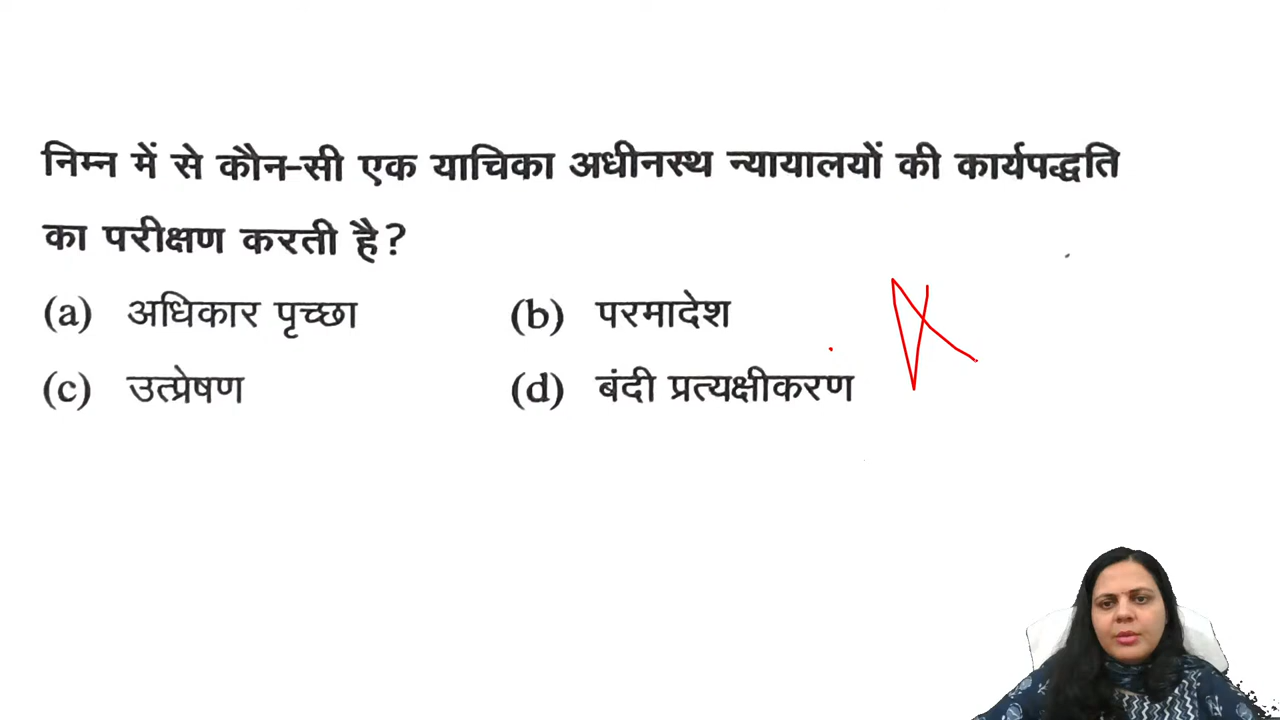 निम्न में से कौन-सी एक याचिका अधीनस्थ न्यायालयों की कार्यपद्धति
का परीक्षण करती है?
(a) अधिकार पृच्छा (b) परमादेश
(c) उत्प्रेषण (d) बंदी प्रत्यक्षीकरण